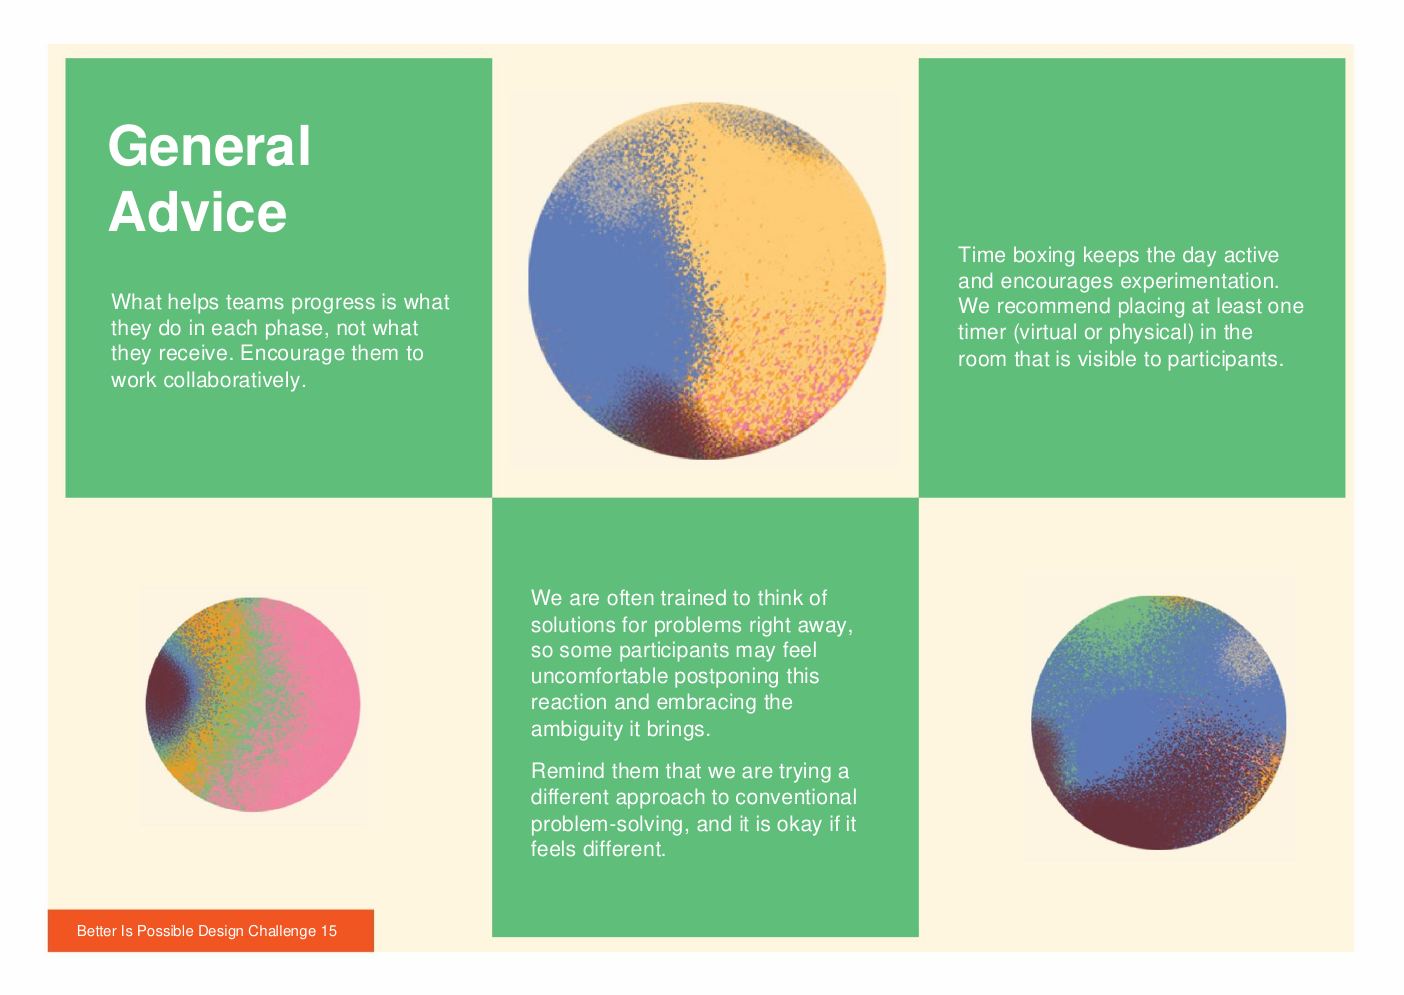 General
Advice
What helps teams progress is what
they do in each phase, not what
they receive. Encourage them to
work collaboratively.
Time boxing keeps the day active
and encourages experimentation.
We recommend placing at least one
timer (virtual or physical) in the
room that is visible to participants.
We are often trained to think of
solutions for problems right away,
so some participants may feel
uncomfortable postponing this
reaction and embracing the
ambiguity it brings.
Remind them that we are trying a
different approach to conventional
problem-solving, and it is okay if it
feels different.
Better Is Possible Design Challenge 15